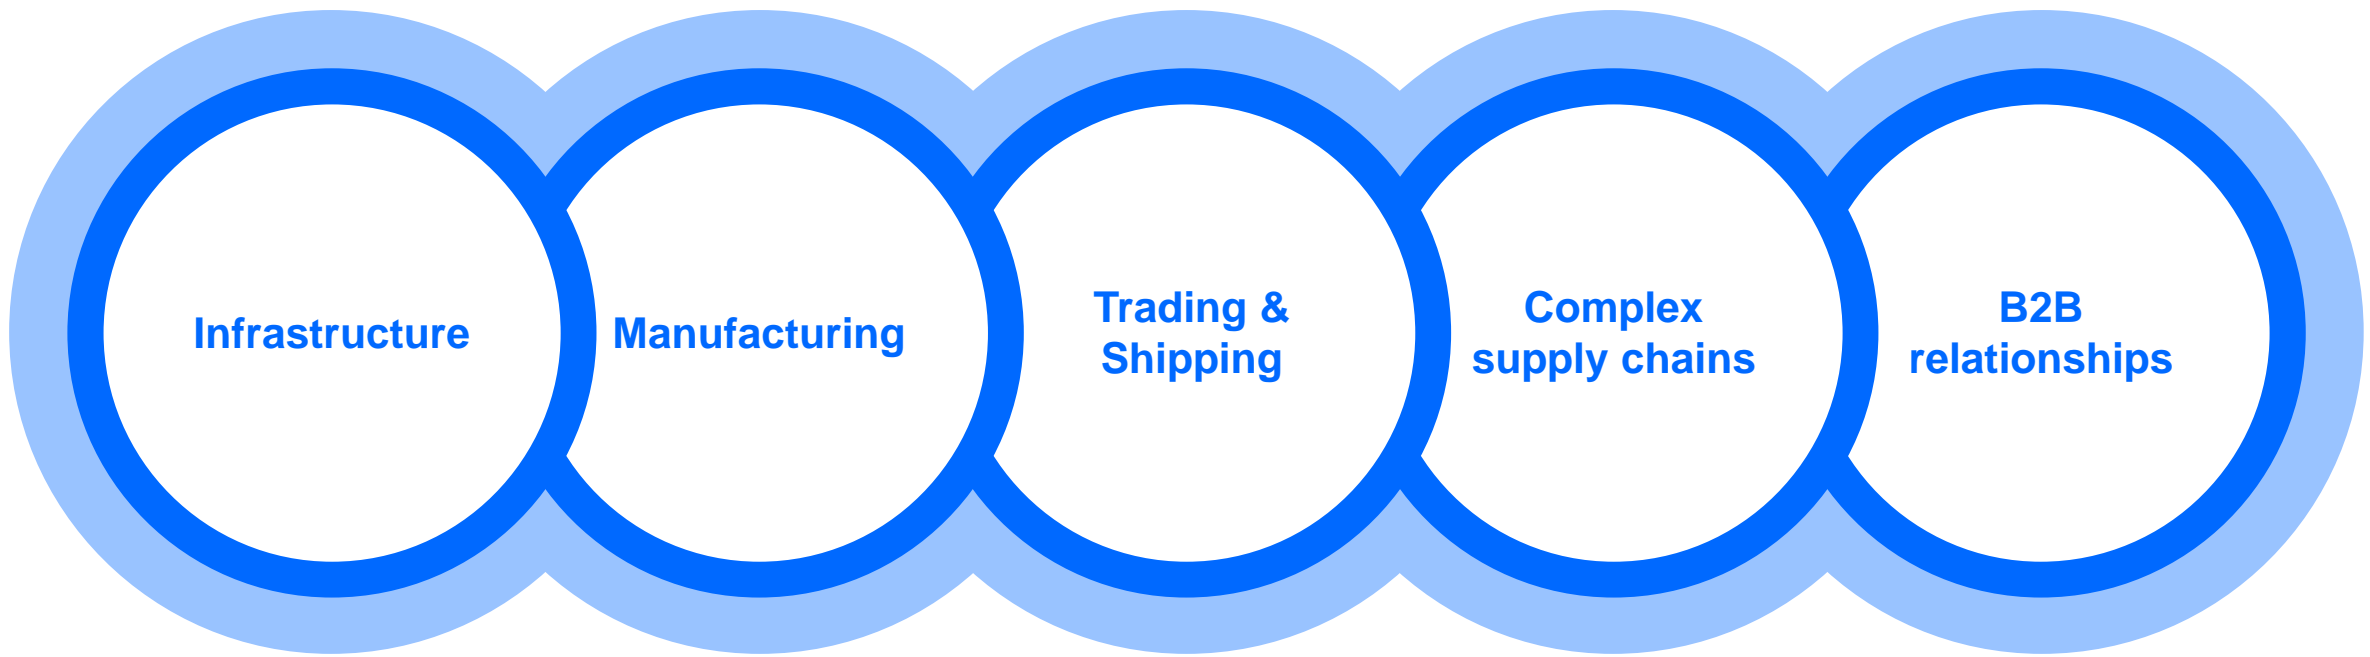 Infrastructure
Manufacturing
Trading &
Shipping
Complex
supply chains
B2B
relationships